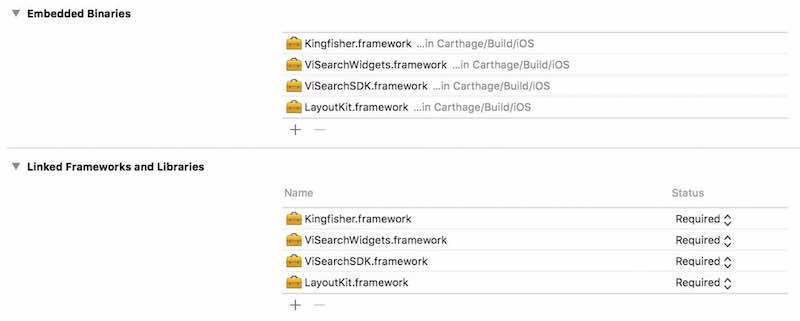 Embedded Binaries
Kingfisher.framework ...in Carthage/Build/iOS
ViSearchWidgets.framework ...in Carthage/Build/iOS
ViSearchSDK.framework ...in Carthage/Build/iOS
LayoutKit.framework ...in Carthage/Build/iOS
Linked Frameworks and Libraries
Name Status
Kingfisher.framework Required
ViSearchWidgets.framework Required
ViSearchSDK.framework Required
LayoutKit.framework Required